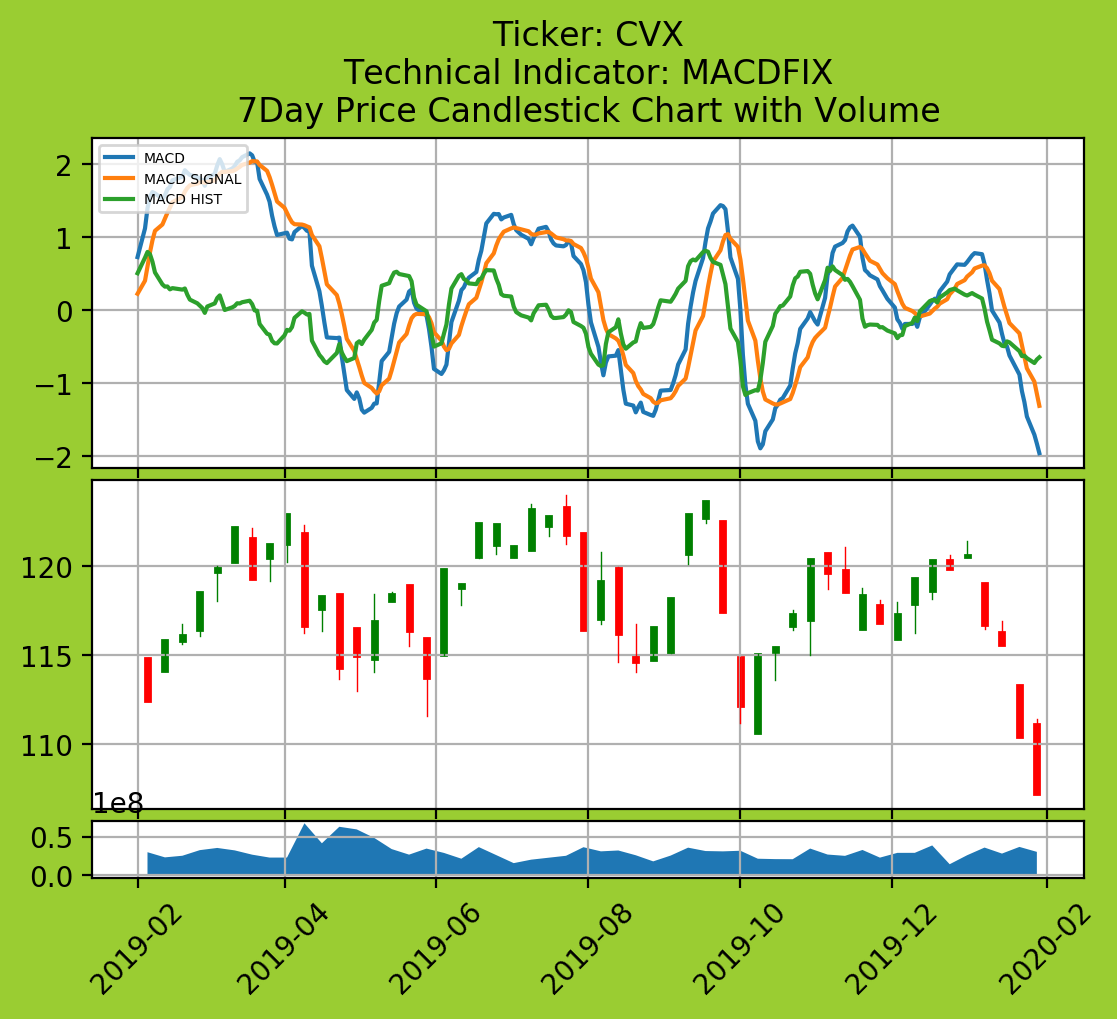 Ticker: CVX
Technical Indicator: MACDFIX
7Day Price Candlestick Chart with Volume
MACD
MACD SIGNAL
MACD HIST
2
1
0
−1
−2
120
115
110
1e8
0.5
0.0
2019-02
2019-04
2019-06
2019-08
2019-10
2019-12
2020-02